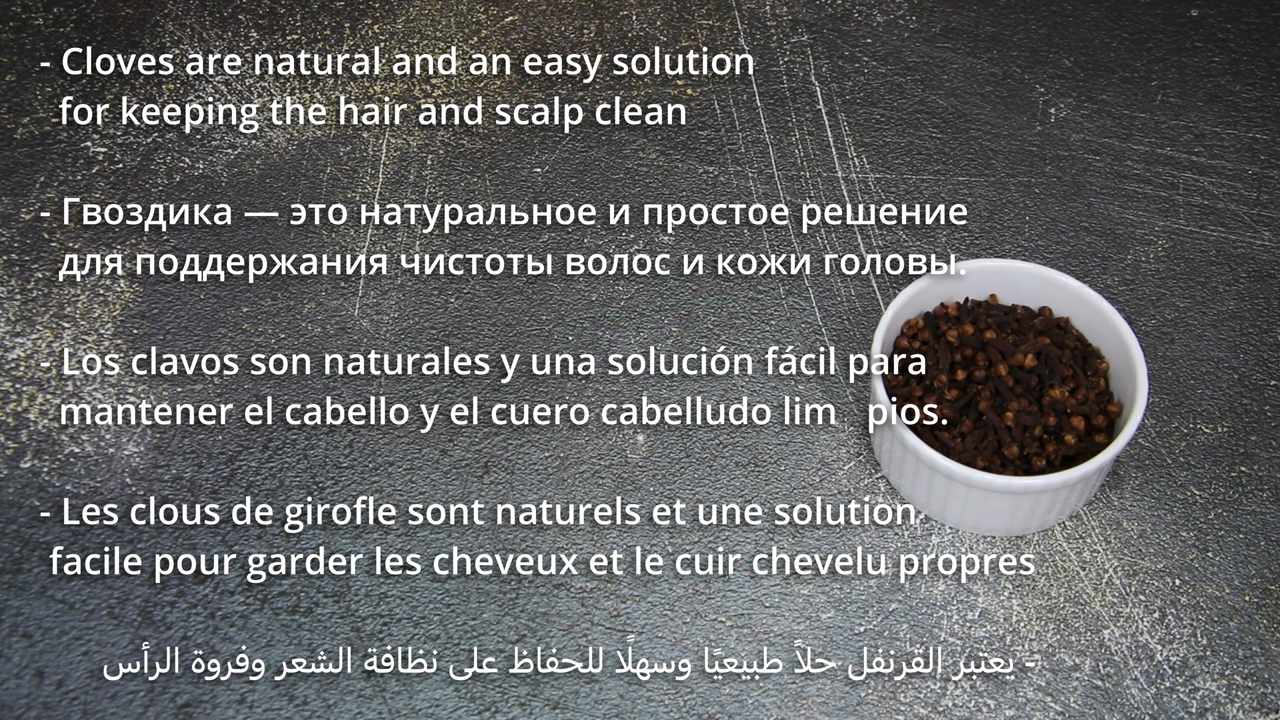 - Cloves are natural and an easy solution
for keeping the hair and scalp clean
- Гвоздика — это натуральное и простое решение
для поддержания чистоты волос и кожи головы.
- Los clavos son naturales y una solución fácil para
mantener el cabello y el cuero cabelludo lim   pios.
- Les clous de girofle sont naturels et une solution
facile pour garder les cheveux et le cuir chevelu propres
- يعتبر القرنفل حلاً طبيعيًا وسهلًا للحفاظ على نظافة الشعر وفروة الرأس